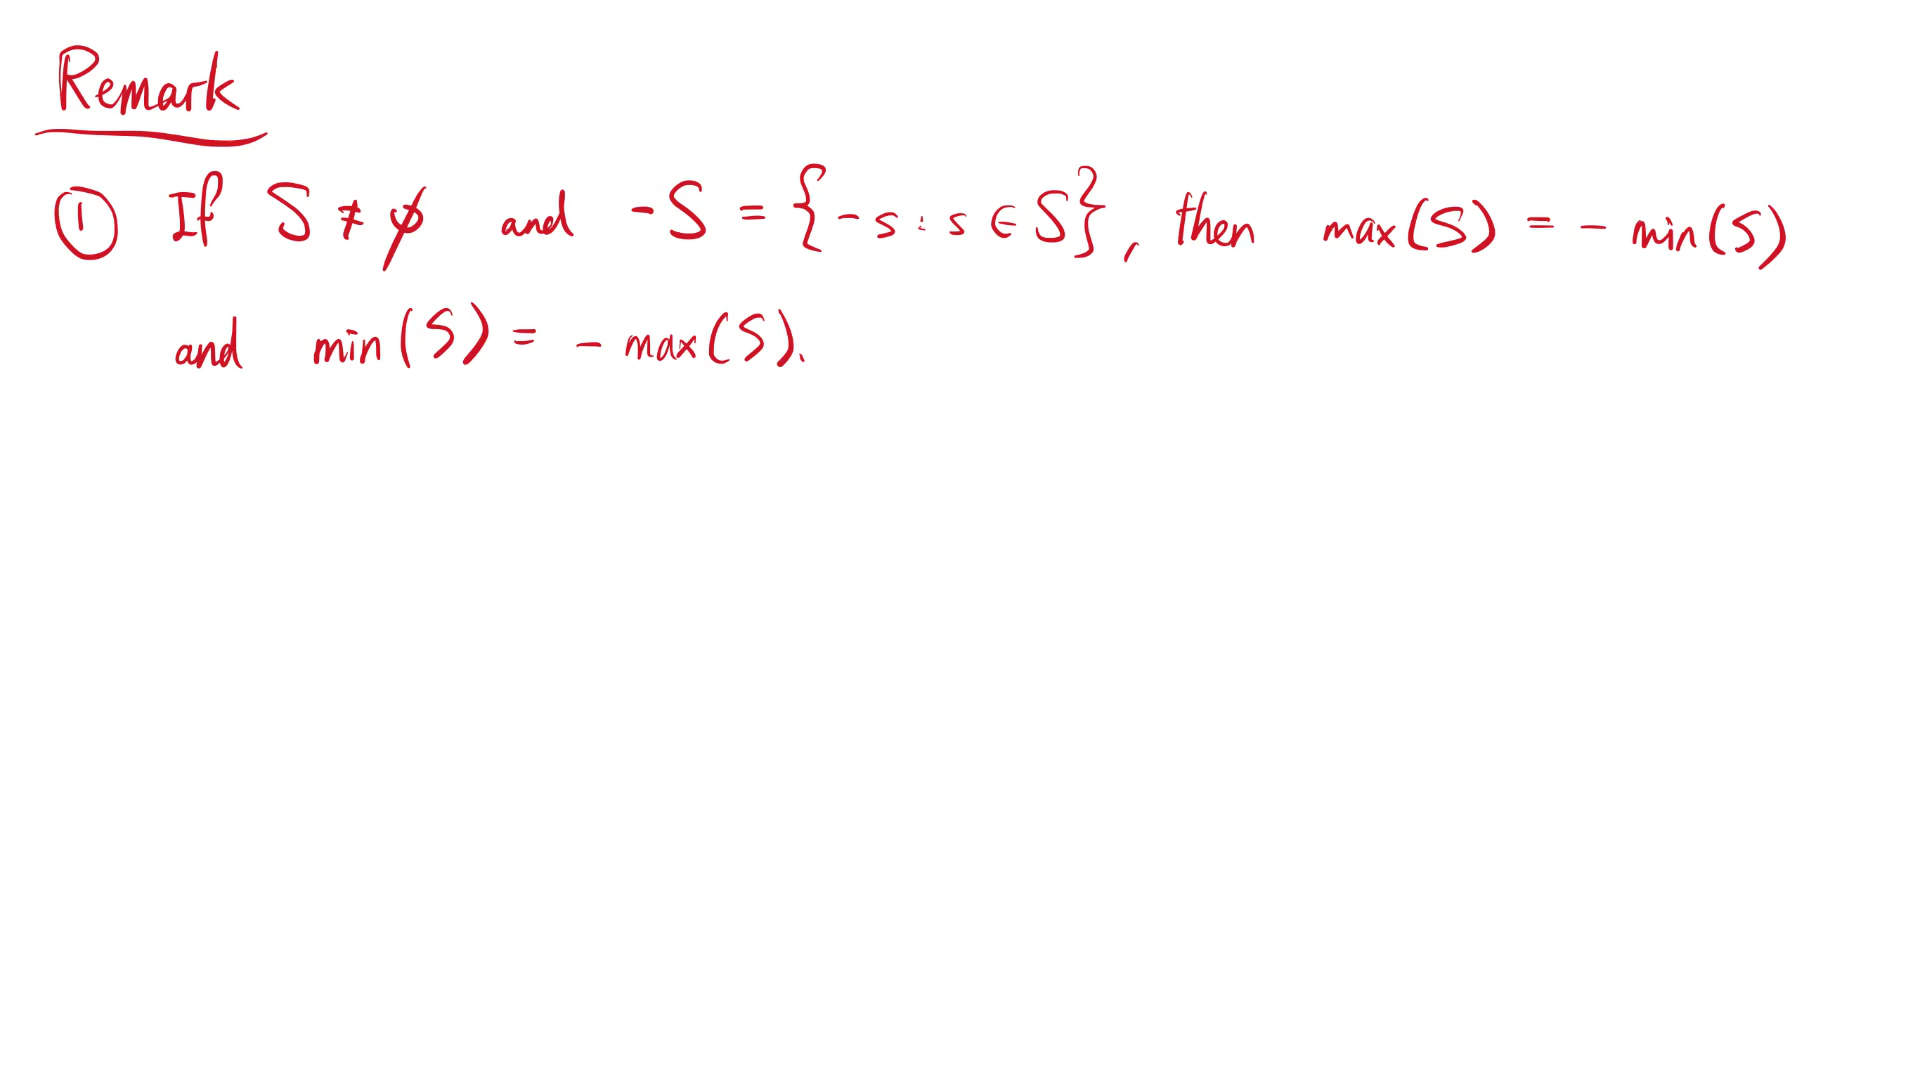 Remark
① If S ≠ ∅ and -S = {-s : s ∈ S}, then max(S) = - min(S)
and min(S) = - max(S).